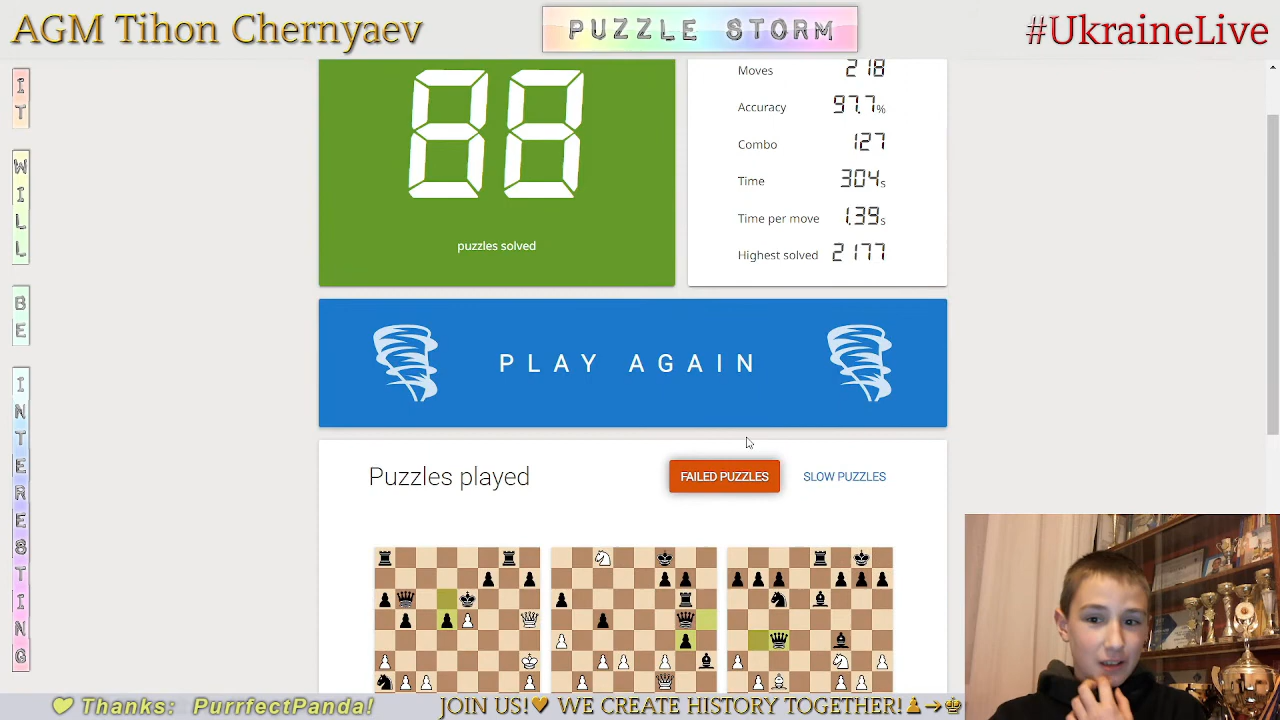 AGM Tihon Chernyaev
PUZZLE STORM
#UkraineLive
IT
WILL
BE
INTERESTING
88
puzzles solved
Moves 218
Accuracy 97.7%
Combo 127
Time 304s
Time per move 1.39s
Highest solved 2177
PLAY AGAIN
Puzzles played
FAILED PUZZLES
SLOW PUZZLES
Thanks: PurrfectPanda!
JOIN US! WE CREATE HISTORY TOGETHER!